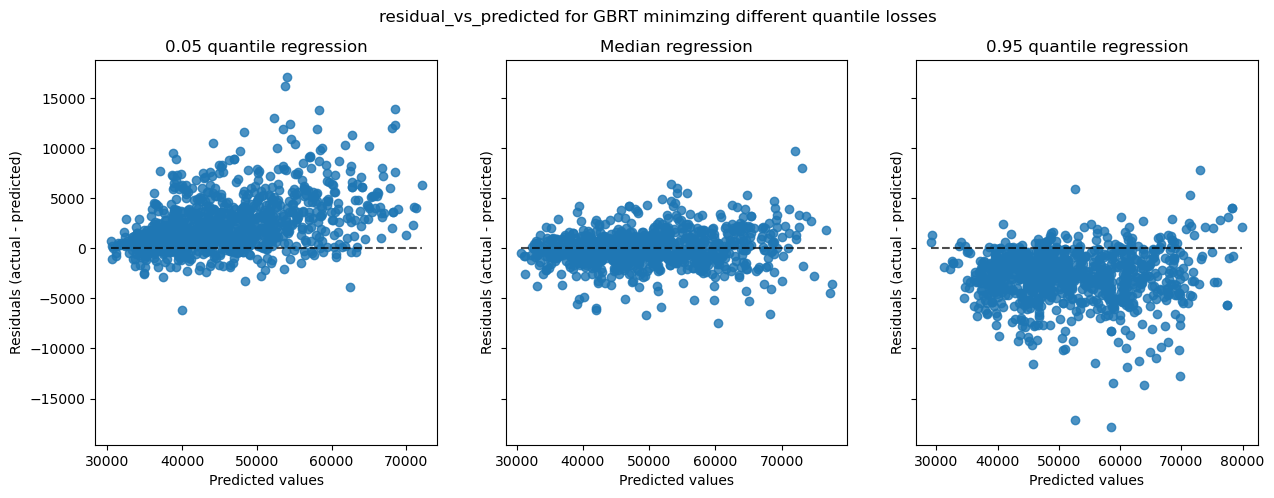 residual_vs_predicted for GBRT minimzing different quantile losses
0.05 quantile regression
Median regression
0.95 quantile regression
Residuals (actual - predicted)
15000
10000
5000
0
−5000
−10000
−15000
30000 40000 50000 60000 70000
Predicted values
Residuals (actual - predicted)
30000 40000 50000 60000 70000
Predicted values
Residuals (actual - predicted)
30000 40000 50000 60000 70000 80000
Predicted values